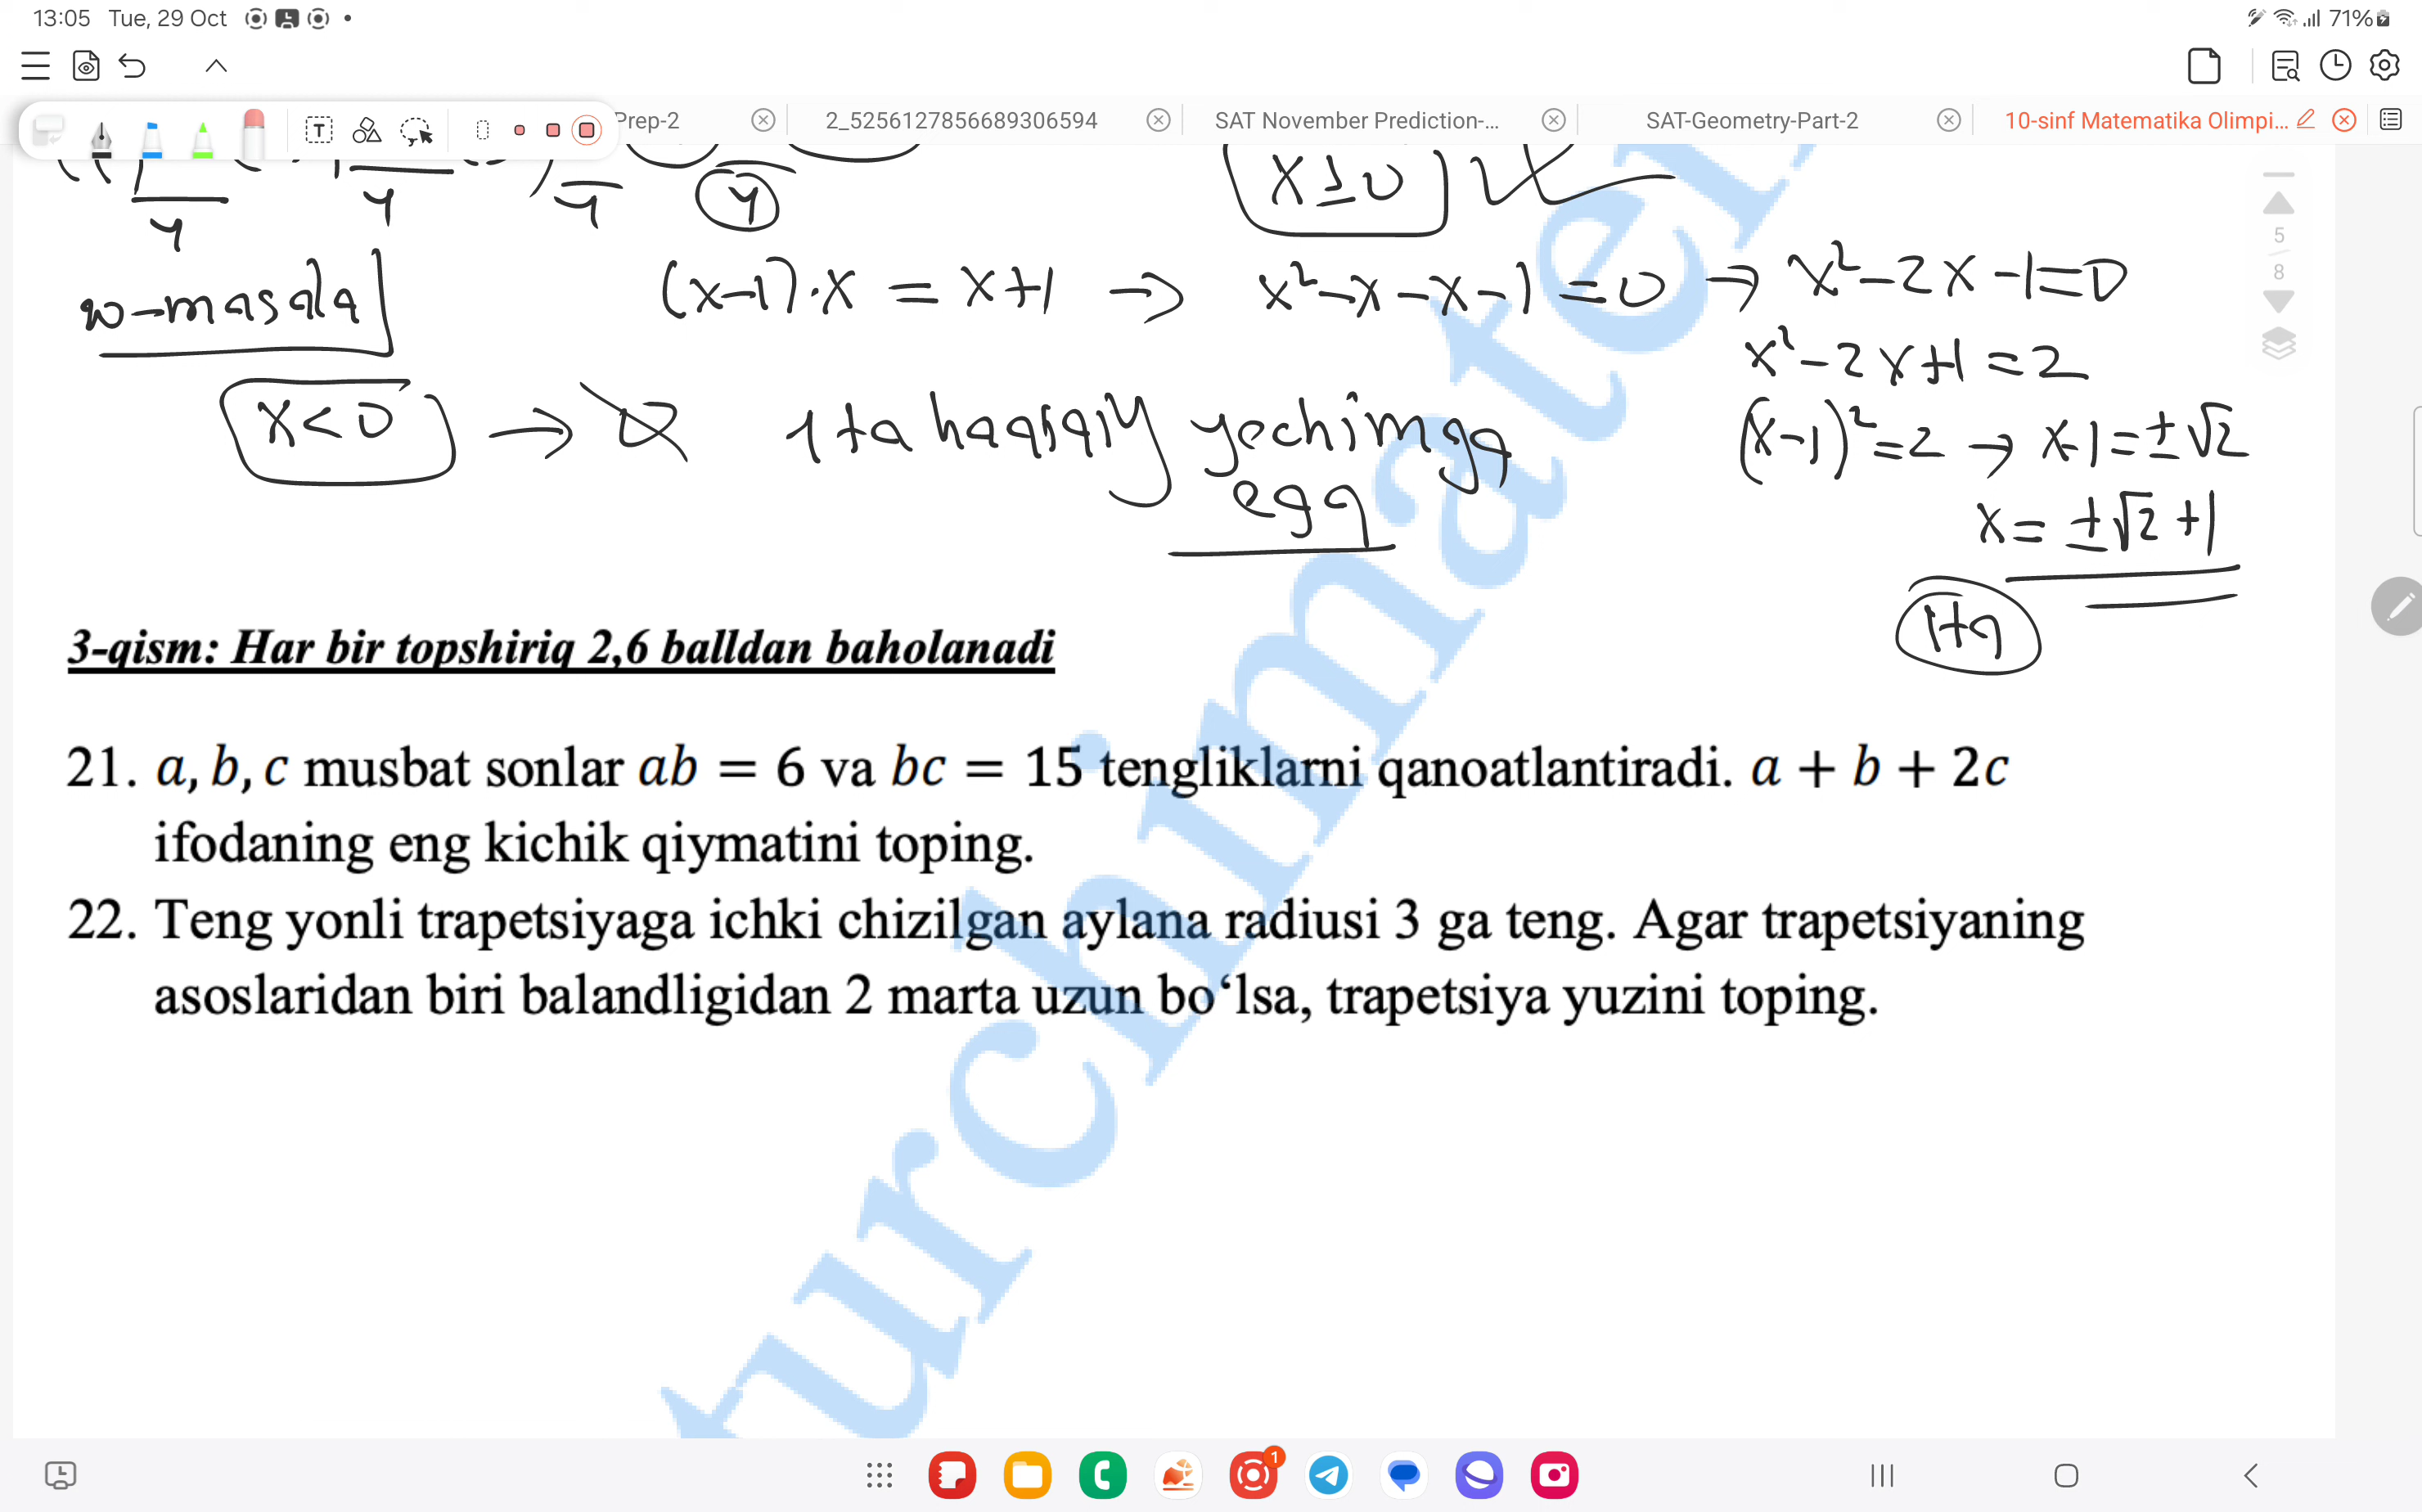 13:05 Tue, 29 Oct
71%
T
Prep-2
2_5256127856689306594
SAT November Prediction-...
SAT-Geometry-Part-2
10-sinf Matematika Olimpi...
y y y y
x≥0
5
8
-masala
(x-1)·x = x+1 → x²-x-x-1=0 → x²-2x-1=0
x²-2x+1=2
x<0 → 1 ta haqiqiy yechimga
(x-1)²=2 → x-1=±√2
ega
x=±√2+1
1ta
3-qism: Har bir topshiriq 2,6 balldan baholanadi
21. a, b, c musbat sonlar ab = 6 va bc = 15 tengliklarni qanoatlantiradi. a + b + 2c
ifodaning eng kichik qiymatini toping.
22. Teng yonli trapetsiyaga ichki chizilgan aylana radiusi 3 ga teng. Agar trapetsiyaning
asoslaridan biri balandligidan 2 marta uzun bo‘lsa, trapetsiya yuzini toping.
turchimatem
1